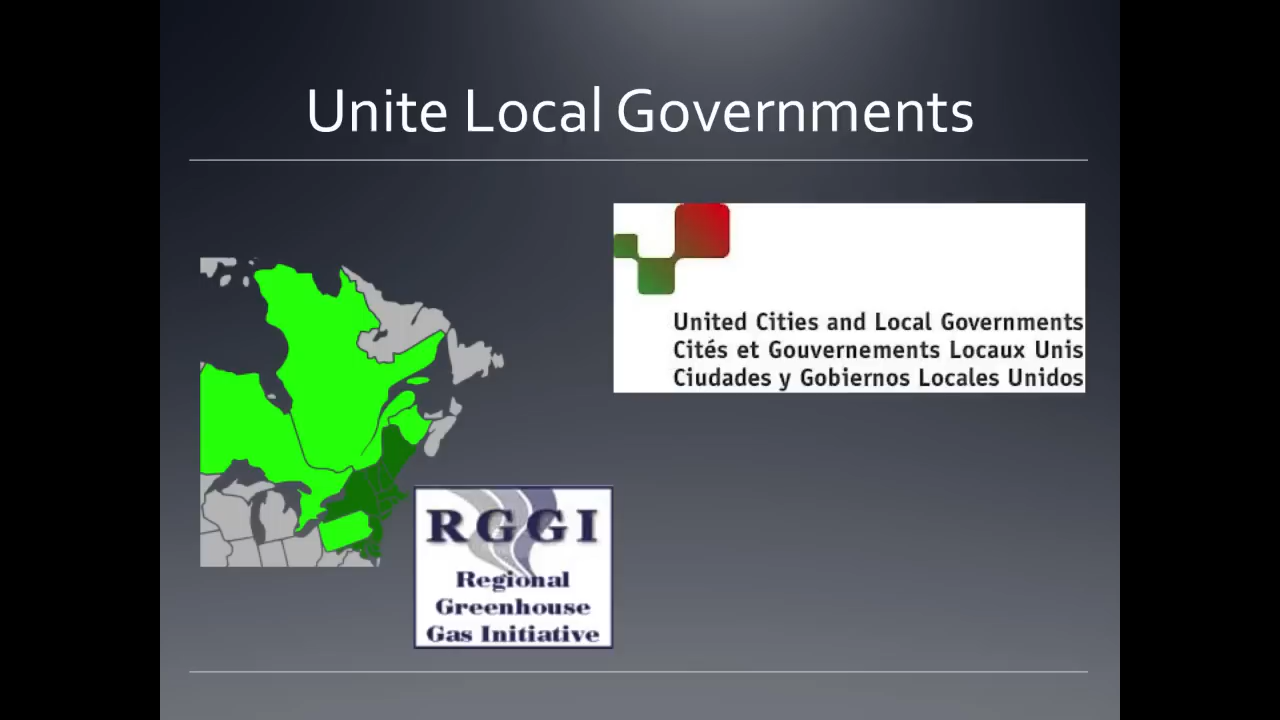 Unite Local Governments
United Cities and Local Governments
Cités et Gouvernements Locaux Unis
Ciudades y Gobiernos Locales Unidos
RGGI
Regional
Greenhouse
Gas Initiative